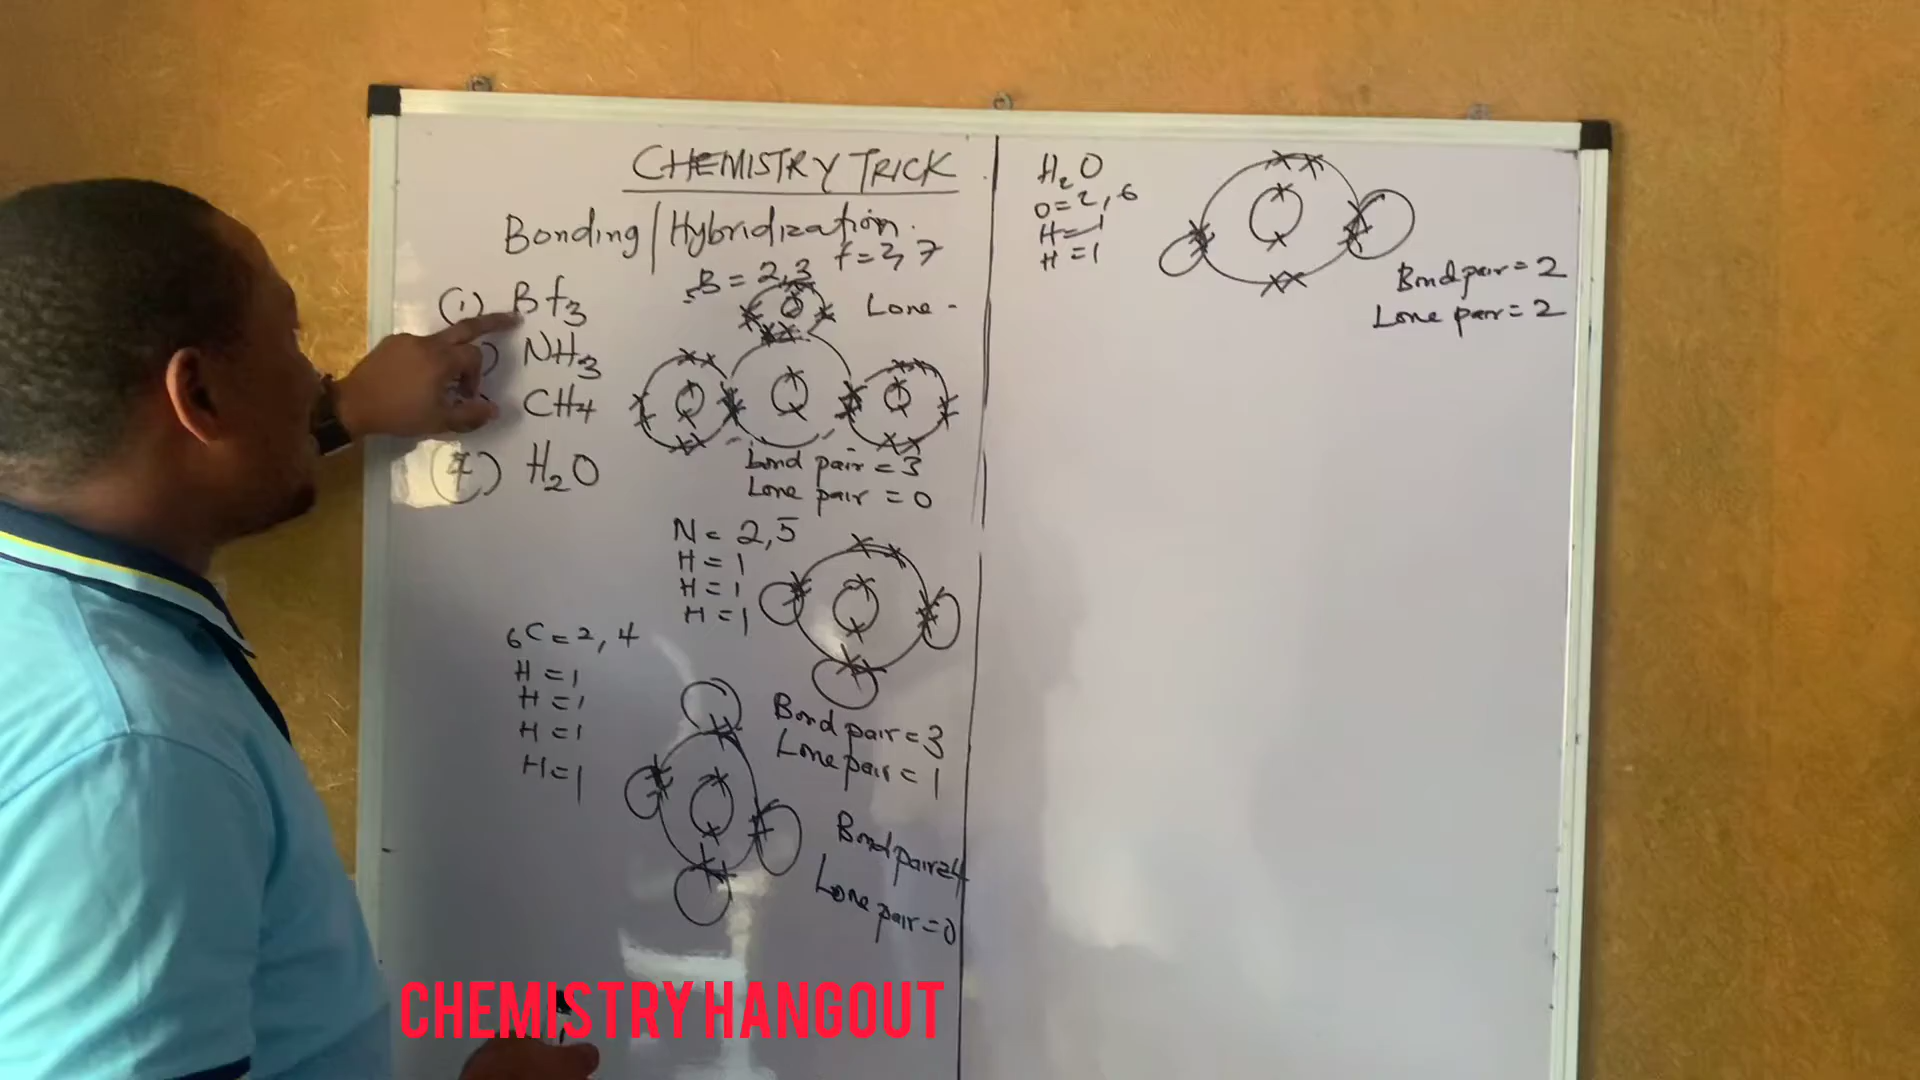 CHEMISTRY TRICK
Bonding/Hybridization.
f=2,7
5B = 2,3
(1) Bf3
Lone -
) NH3
CH4
(4) H2O
bond pair = 3
Lone pair = 0
N = 2,5
H = 1
H = 1
H = 1
Bond pair = 3
Lone pair = 1
6C = 2, 4
H = 1
H = 1
H = 1
H = 1
Bond pair = 4
Lone pair = 0
H2O
O = 2, 6
H = 1
H = 1
Bond pair = 2
Lone pair = 2
CHEMISTRY HANGOUT